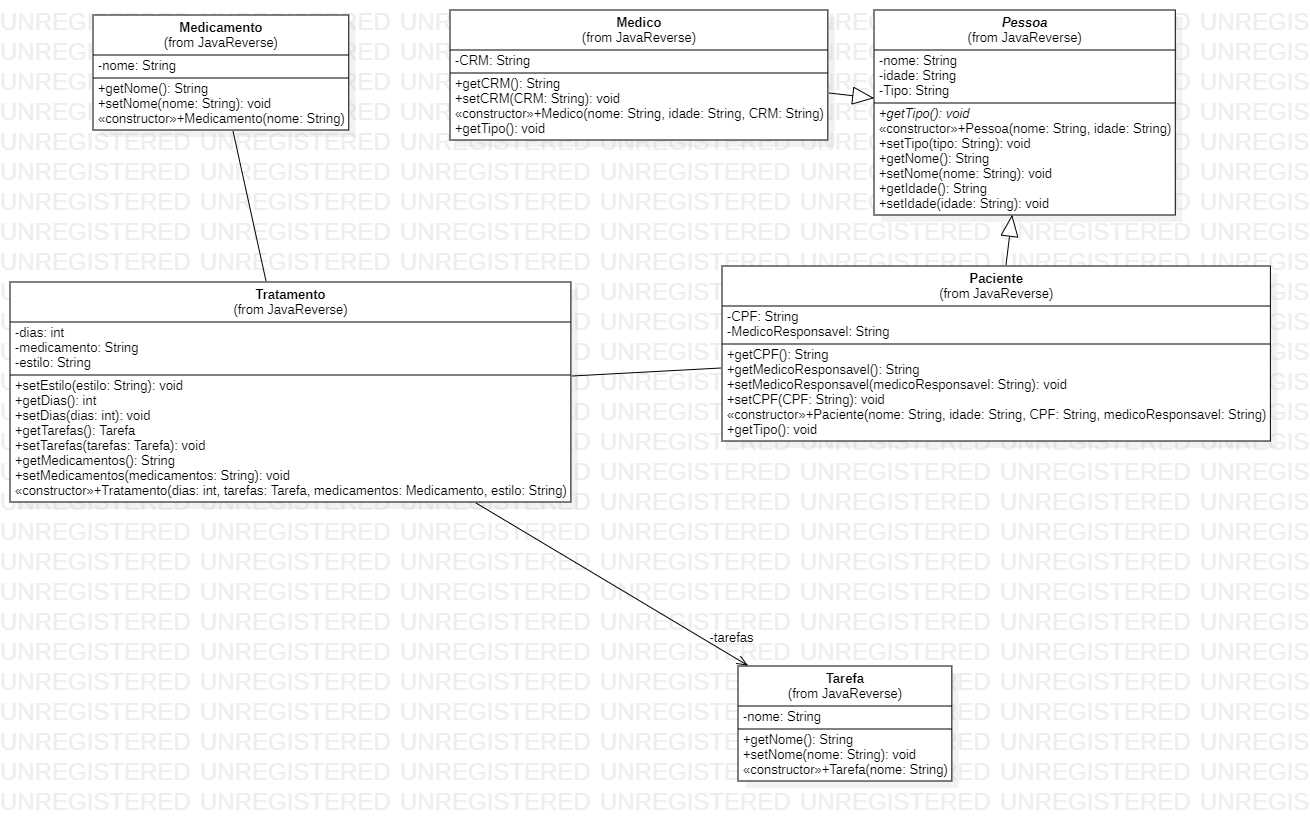 Medicamento
(from JavaReverse)
-nome: String
+getNome(): String
+setNome(nome: String): void
«constructor»+Medicamento(nome: String)
Medico
(from JavaReverse)
-CRM: String
+getCRM(): String
+setCRM(CRM: String): void
«constructor»+Medico(nome: String, idade: String, CRM: String)
+getTipo(): void
Pessoa
(from JavaReverse)
-nome: String
-idade: String
-Tipo: String
+getTipo(): void
«constructor»+Pessoa(nome: String, idade: String)
+setTipo(tipo: String): void
+getNome(): String
+setNome(nome: String): void
+getIdade(): String
+setIdade(idade: String): void
Tratamento
(from JavaReverse)
-dias: int
-medicamento: String
-estilo: String
+setEstilo(estilo: String): void
+getDias(): int
+setDias(dias: int): void
+getTarefas(): Tarefa
+setTarefas(tarefas: Tarefa): void
+getMedicamentos(): String
+setMedicamentos(medicamentos: String): void
«constructor»+Tratamento(dias: int, tarefas: Tarefa, medicamentos: Medicamento, estilo: String)
Paciente
(from JavaReverse)
-CPF: String
-MedicoResponsavel: String
+getCPF(): String
+getMedicoResponsavel(): String
+setMedicoResponsavel(medicoResponsavel: String): void
+setCPF(CPF: String): void
«constructor»+Paciente(nome: String, idade: String, CPF: String, medicoResponsavel: String)
+getTipo(): void
-tarefas
Tarefa
(from JavaReverse)
-nome: String
+getNome(): String
+setNome(nome: String): void
«constructor»+Tarefa(nome: String)
UNREGISTERED